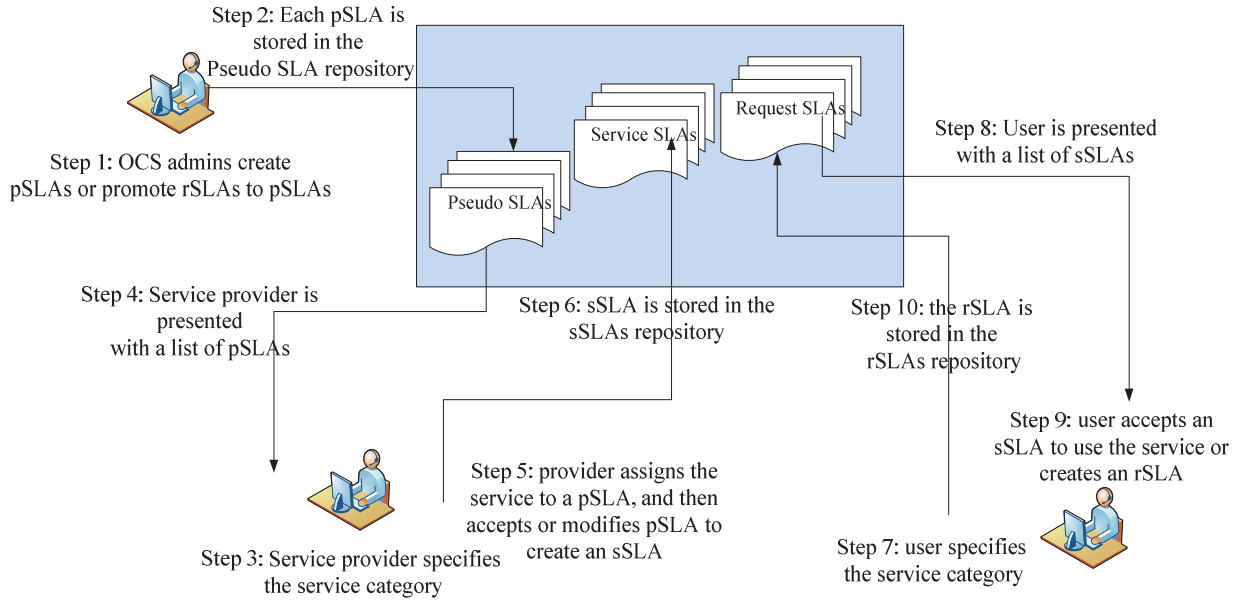 Step 2: Each pSLA is
stored in the
Pseudo SLA repository
Step 1: OCS admins create
pSLAs or promote rSLAs to pSLAs
Pseudo SLAs
Service SLAs
Request SLAs
Step 8: User is presented
with a list of sSLAs
Step 4: Service provider is
presented
with a list of pSLAs
Step 6: sSLA is stored in the
sSLAs repository
Step 10: the rSLA is
stored in the
rSLAs repository
Step 9: user accepts an
sSLA to use the service or
creates an rSLA
Step 5: provider assigns the
service to a pSLA, and then
accepts or modifies pSLA to
create an sSLA
Step 3: Service provider specifies
the service category
Step 7: user specifies
the service category